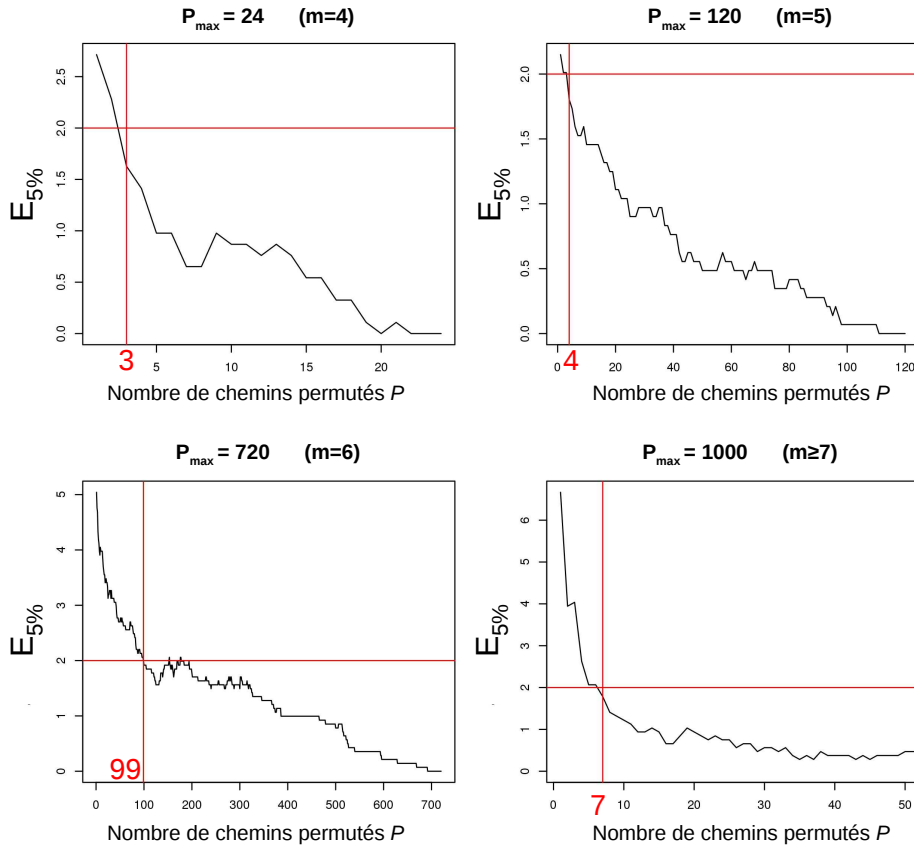 Pmax = 24 (m=4)
E5%
0.0 0.5 1.0 1.5 2.0 2.5
5 10 15 20
3
Nombre de chemins permutés P
Pmax = 120 (m=5)
E5%
0.0 0.5 1.0 1.5 2.0
0 20 40 60 80 100 120
4
Nombre de chemins permutés P
Pmax = 720 (m=6)
E5%
0 1 2 3 4 5
99
0 100 200 300 400 500 600 700
Nombre de chemins permutés P
Pmax = 1000 (m≥7)
E5%
0 1 2 3 4 5 6
0 10 20 30 40 50
7
Nombre de chemins permutés P